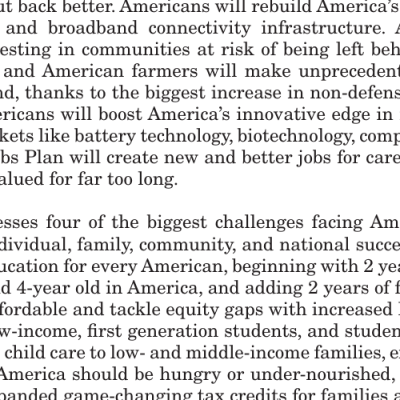 ut back better. Americans will rebuild America’s
and broadband connectivity infrastructure. A
esting in communities at risk of being left beh
and American farmers will make unprecedent
nd, thanks to the biggest increase in non-defens
ericans will boost America’s innovative edge in
kets like battery technology, biotechnology, comp
bs Plan will create new and better jobs for care
alued for far too long.
esses four of the biggest challenges facing Am
dividual, family, community, and national succe
ucation for every American, beginning with 2 ye
d 4-year old in America, and adding 2 years of f
fordable and tackle equity gaps with increased
w-income, first generation students, and studen
child care to low- and middle-income families, e
America should be hungry or under-nourished,
panded game-changing tax credits for families a